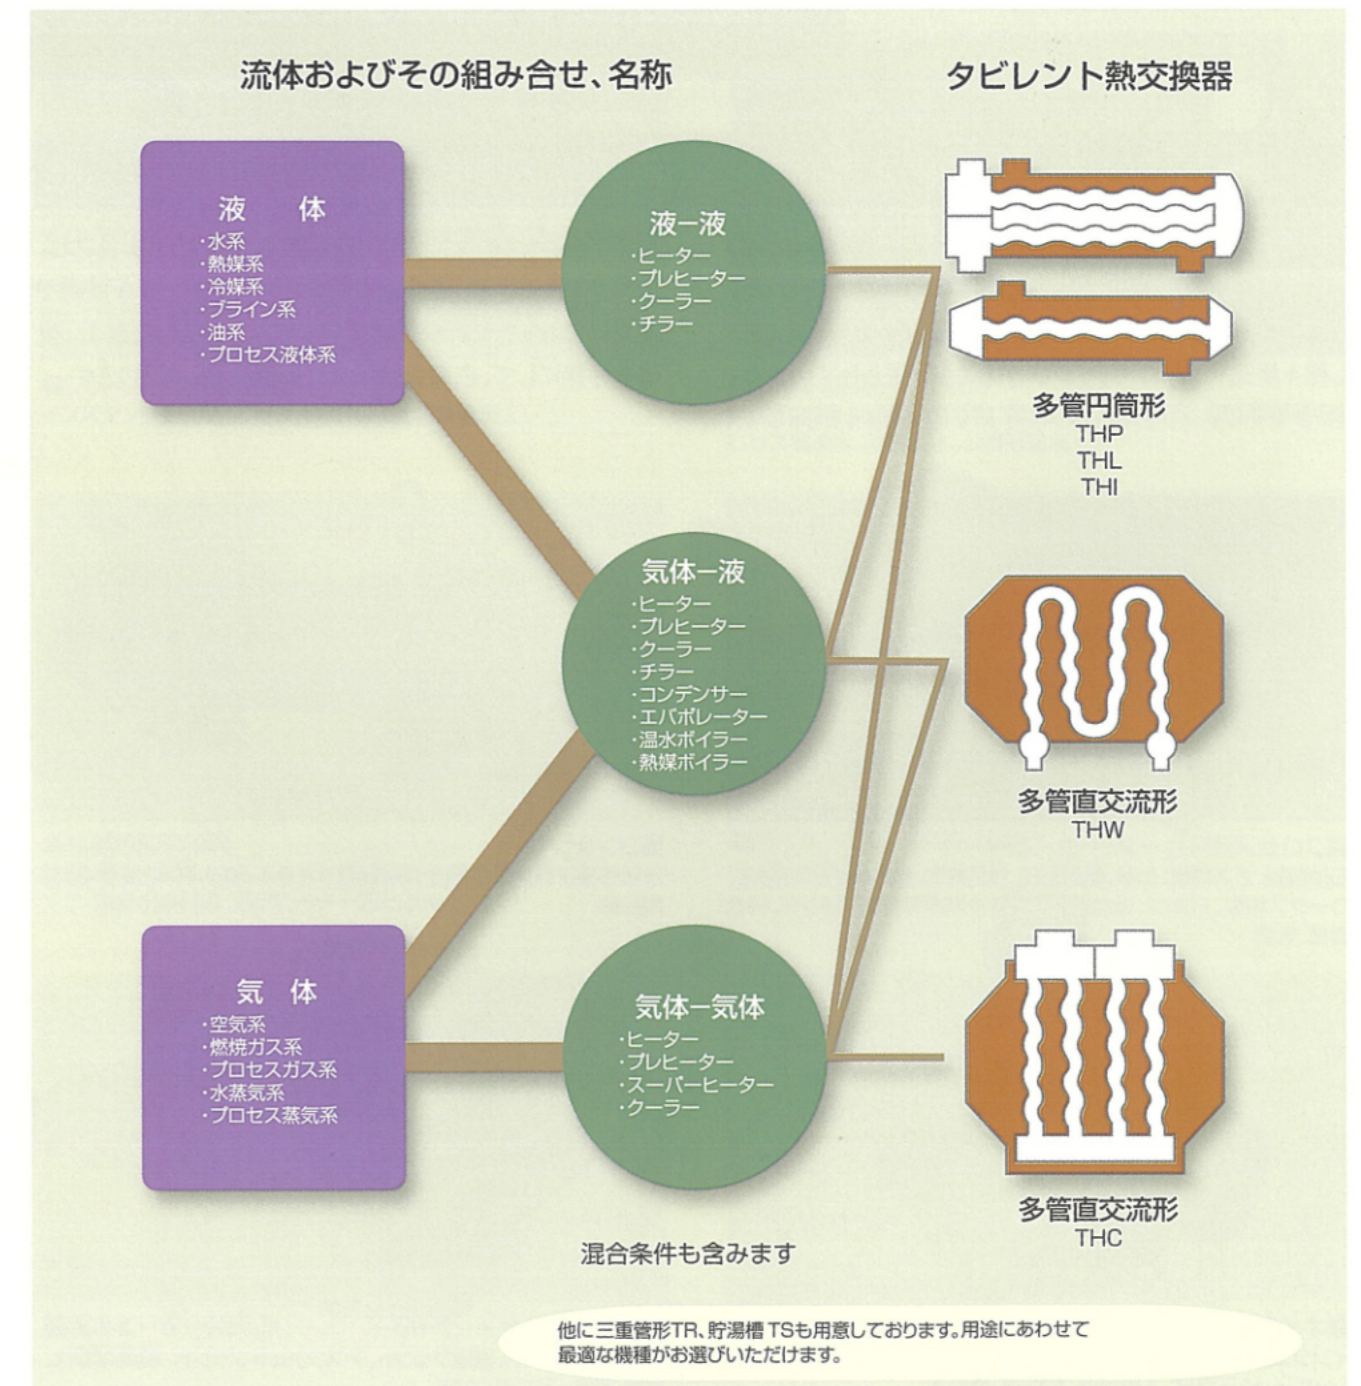 流体およびその組み合せ、名称
タビレント熱交換器
液　体
・水系
・熱媒系
・冷媒系
・ブライン系
・油系
・プロセス液体系
液−液
・ヒーター
・プレヒーター
・クーラー
・チラー
多管円筒形
THP
THL
THI
気体−液
・ヒーター
・プレヒーター
・クーラー
・チラー
・コンデンサー
・エバポレーター
・温水ボイラー
・熱媒ボイラー
多管直交流形
THW
気　体
・空気系
・燃焼ガス系
・プロセスガス系
・水蒸気系
・プロセス蒸気系
気体−気体
・ヒーター
・プレヒーター
・スーパーヒーター
・クーラー
多管直交流形
THC
混合条件も含みます
他に三重管形TR、貯湯槽 TSも用意しております。用途にあわせて
最適な機種がお選びいただけます。